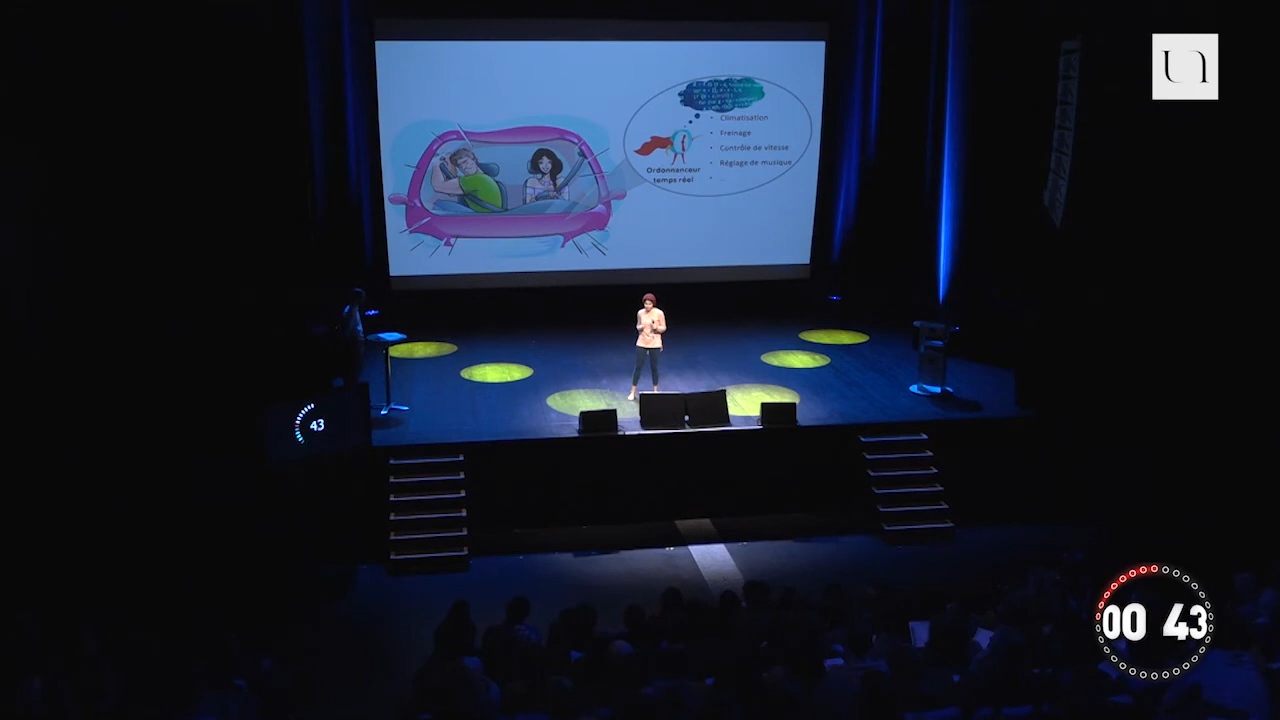 Climatisation
Freinage
Contrôle de vitesse
Réglage de musique
...
Ordonnanceur
temps réel
43
00 43